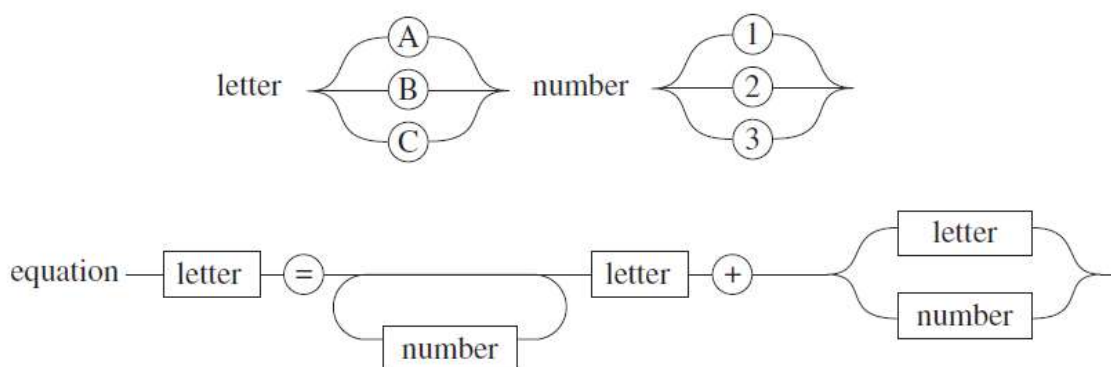 A
1
letter B number 2
C
3
letter
equation letter = letter +
number number